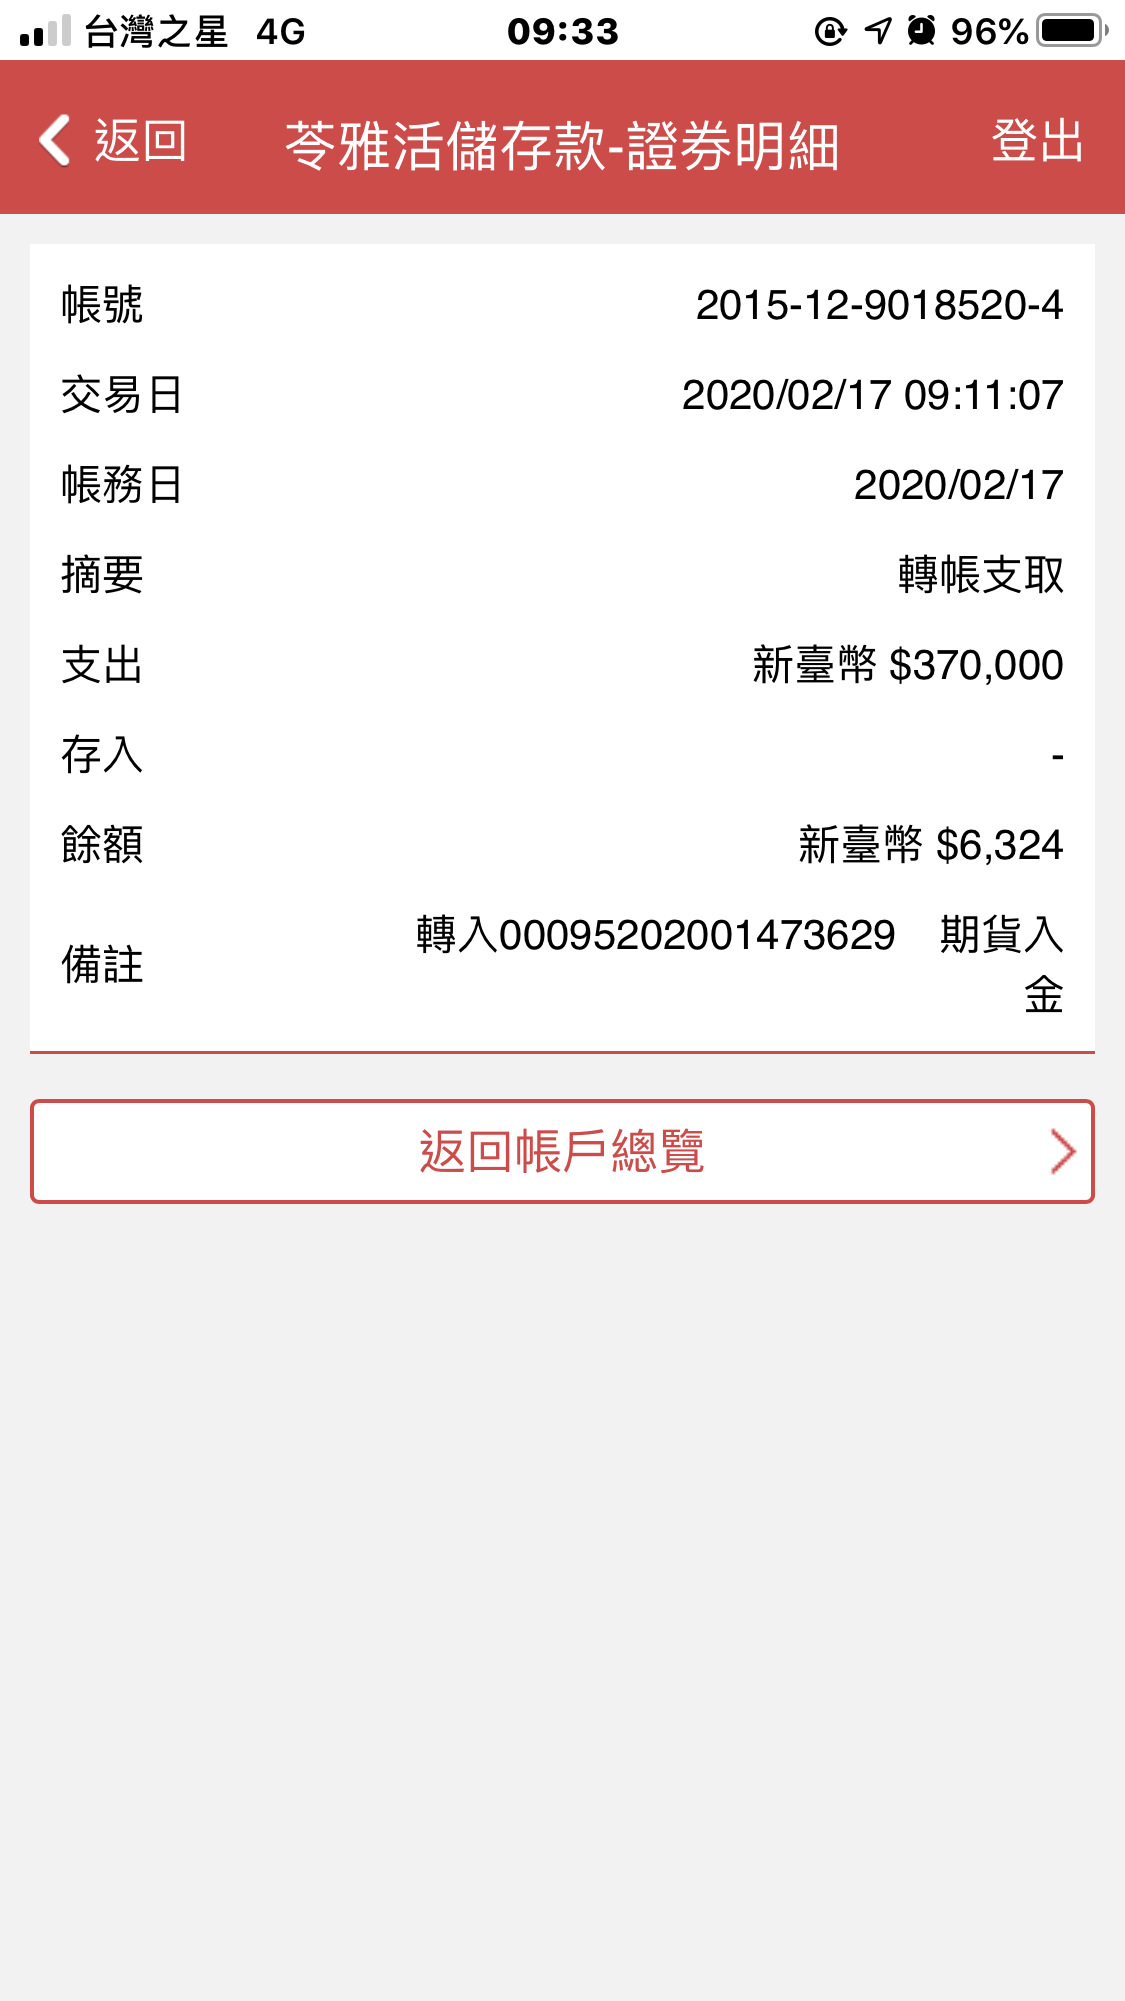 台灣之星 4G 09:33 96%
返回 苓雅活儲存款-證券明細 登出
帳號 2015-12-9018520-4
交易日 2020/02/17 09:11:07
帳務日 2020/02/17
摘要 轉帳支取
支出 新臺幣 $370,000
存入 -
餘額 新臺幣 $6,324
備註 轉入00095202001473629　期貨入
金
返回帳戶總覽